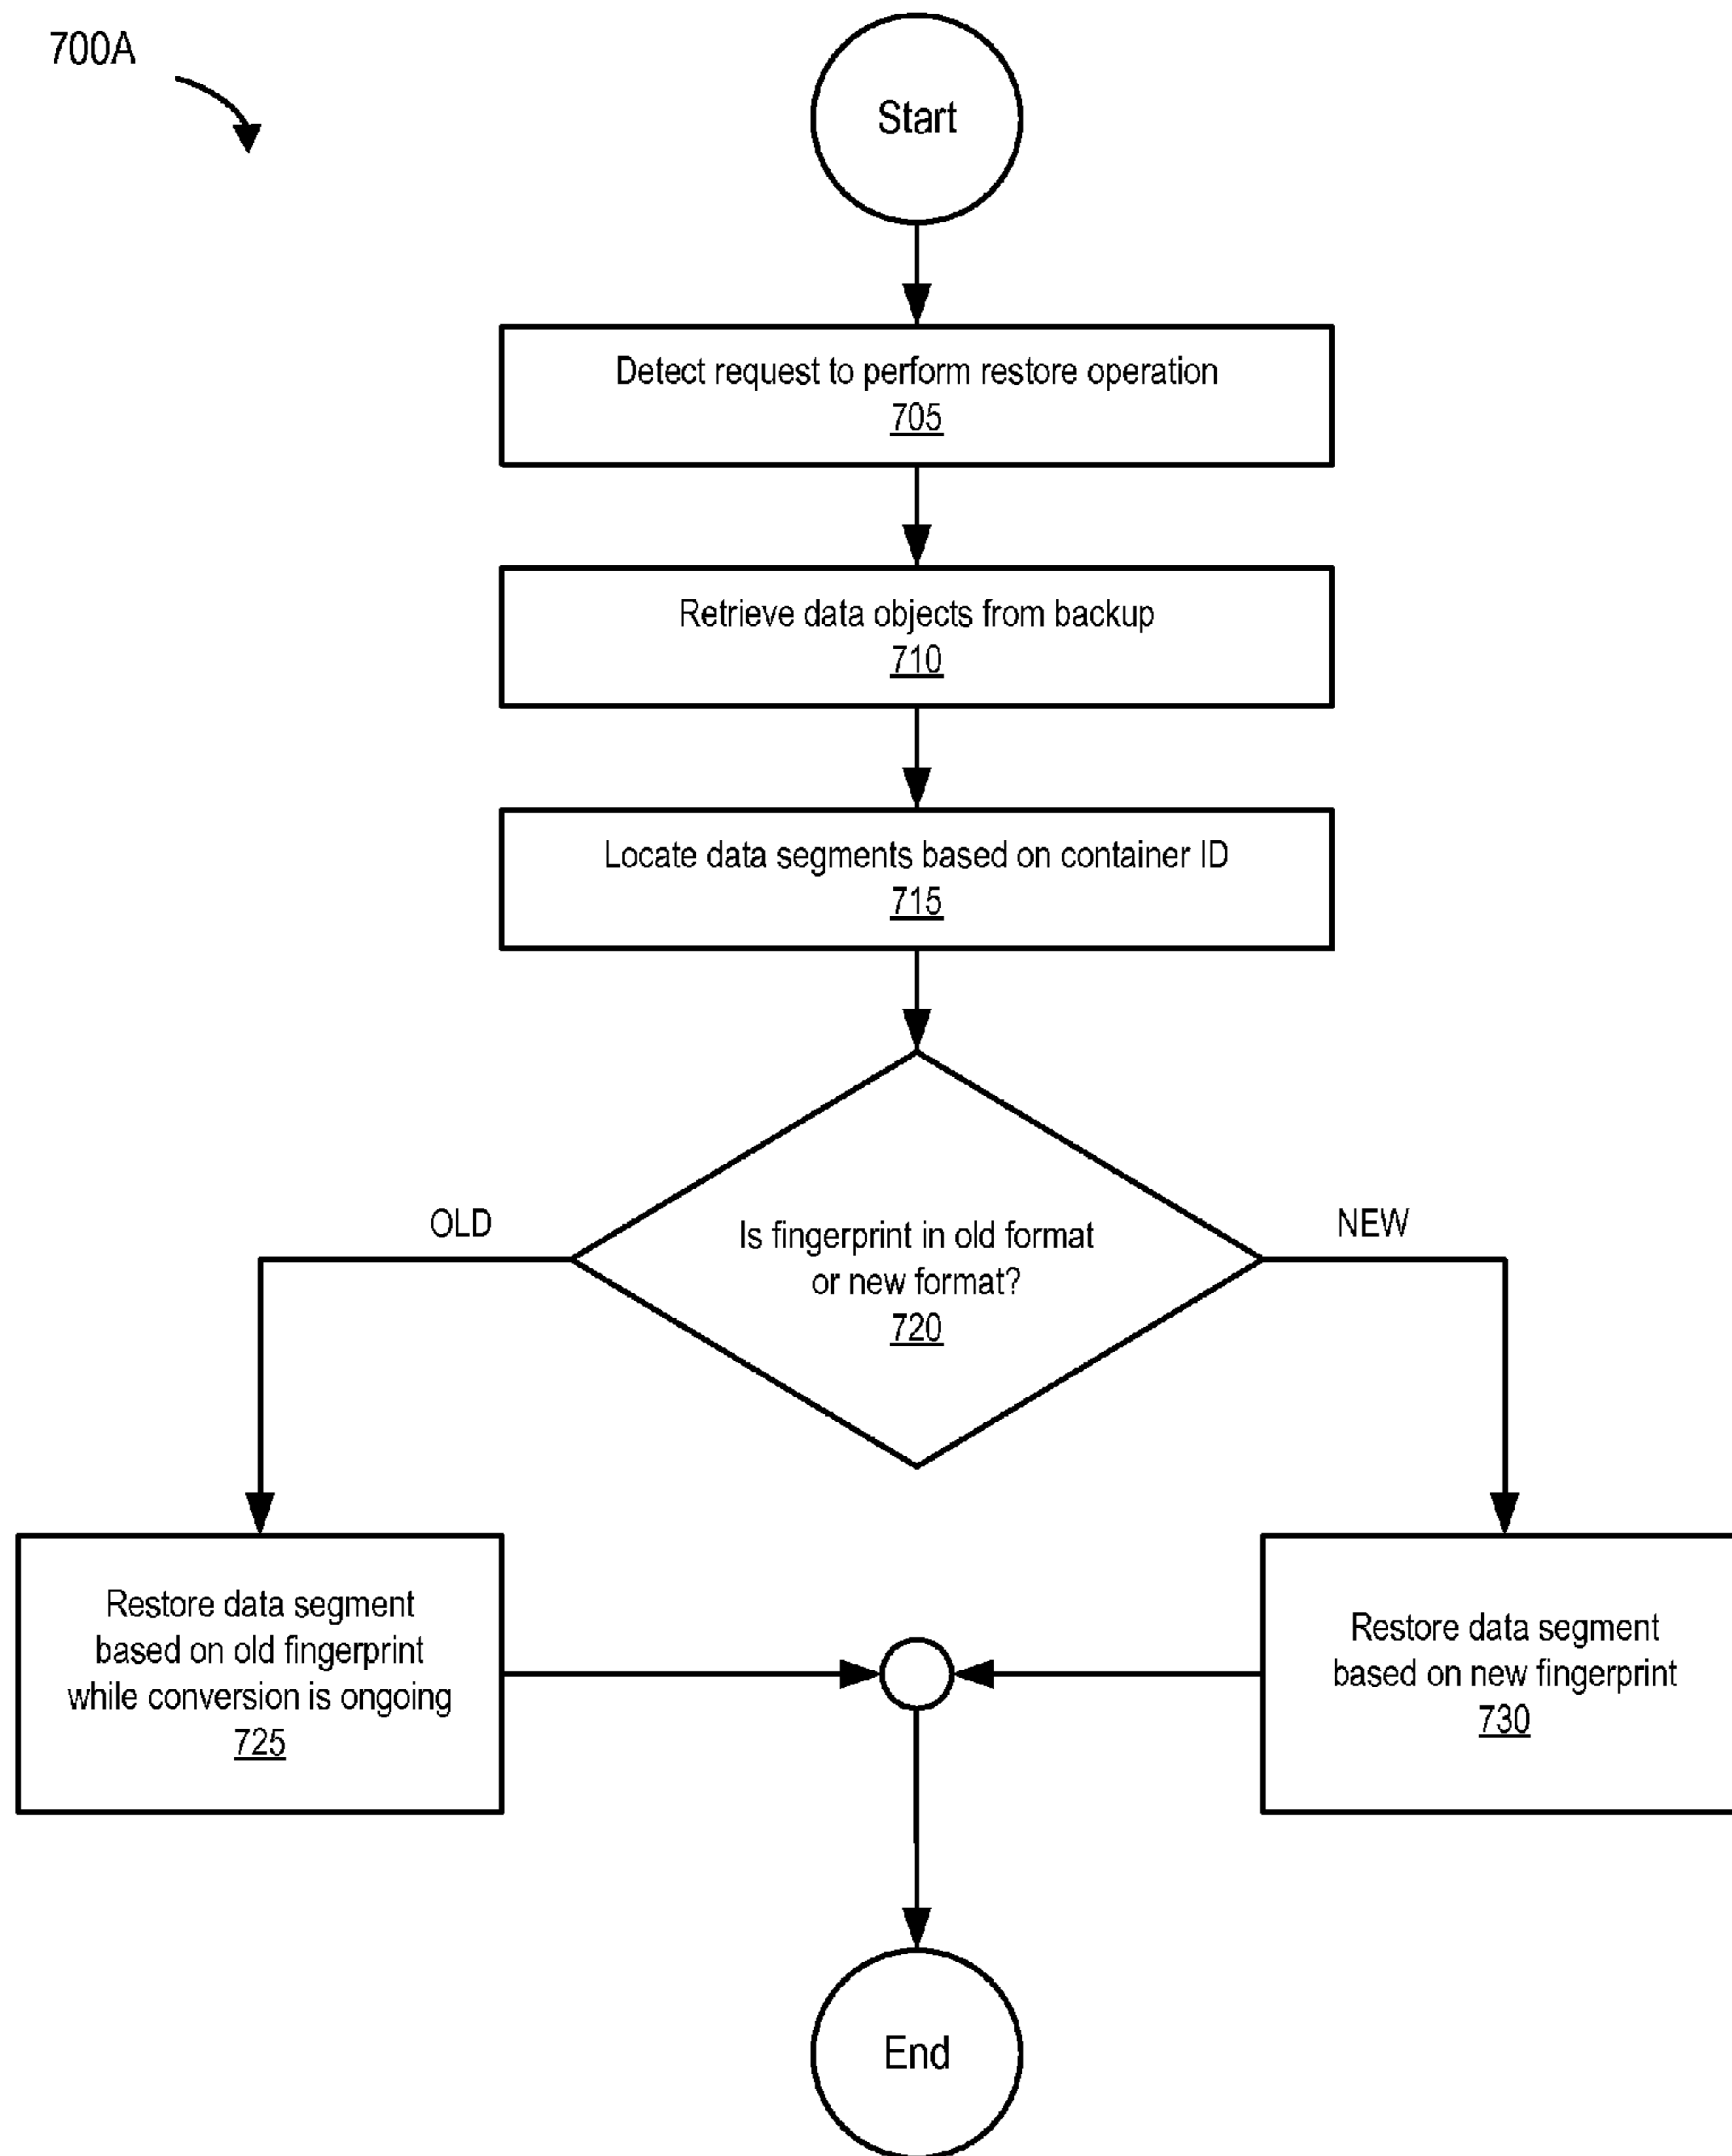 700A
Start
Detect request to perform restore operation
705
Retrieve data objects from backup
710
Locate data segments based on container ID
715
OLD
NEW
Is fingerprint in old format
or new format?
720
Restore data segment
based on old fingerprint
while conversion is ongoing
725
Restore data segment
based on new fingerprint
730
End